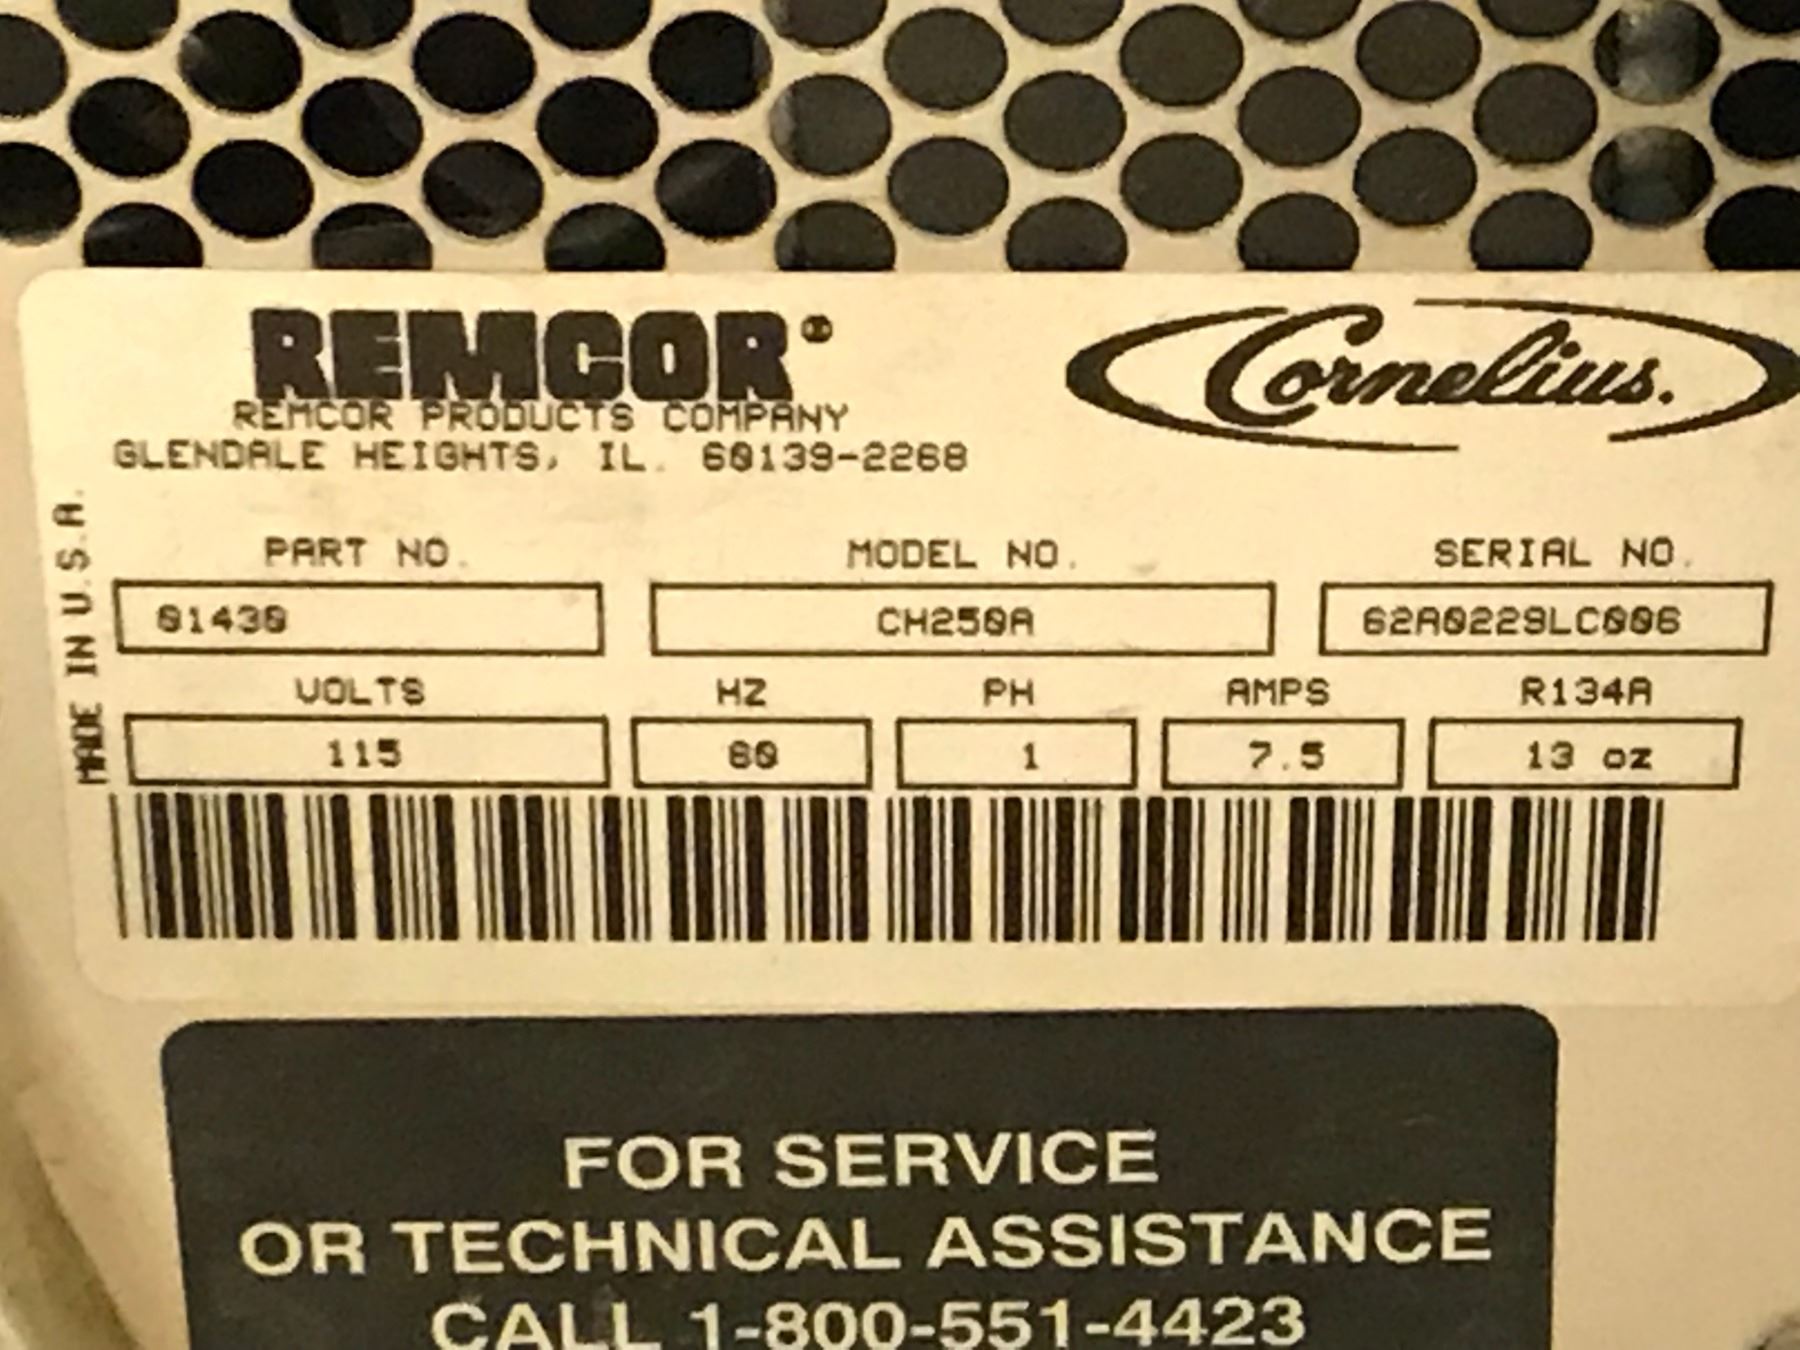 REMCOR®
Cornelius.
REMCOR PRODUCTS COMPANY
GLENDALE HEIGHTS, IL. 60139-2268
MADE IN U.S.A.
PART NO. MODEL NO. SERIAL NO.
01430 CH250A 62A0229LC006
VOLTS HZ PH AMPS R134A
115 60 1 7.5 13 oz
FOR SERVICE
OR TECHNICAL ASSISTANCE
CALL 1-800-551-4423